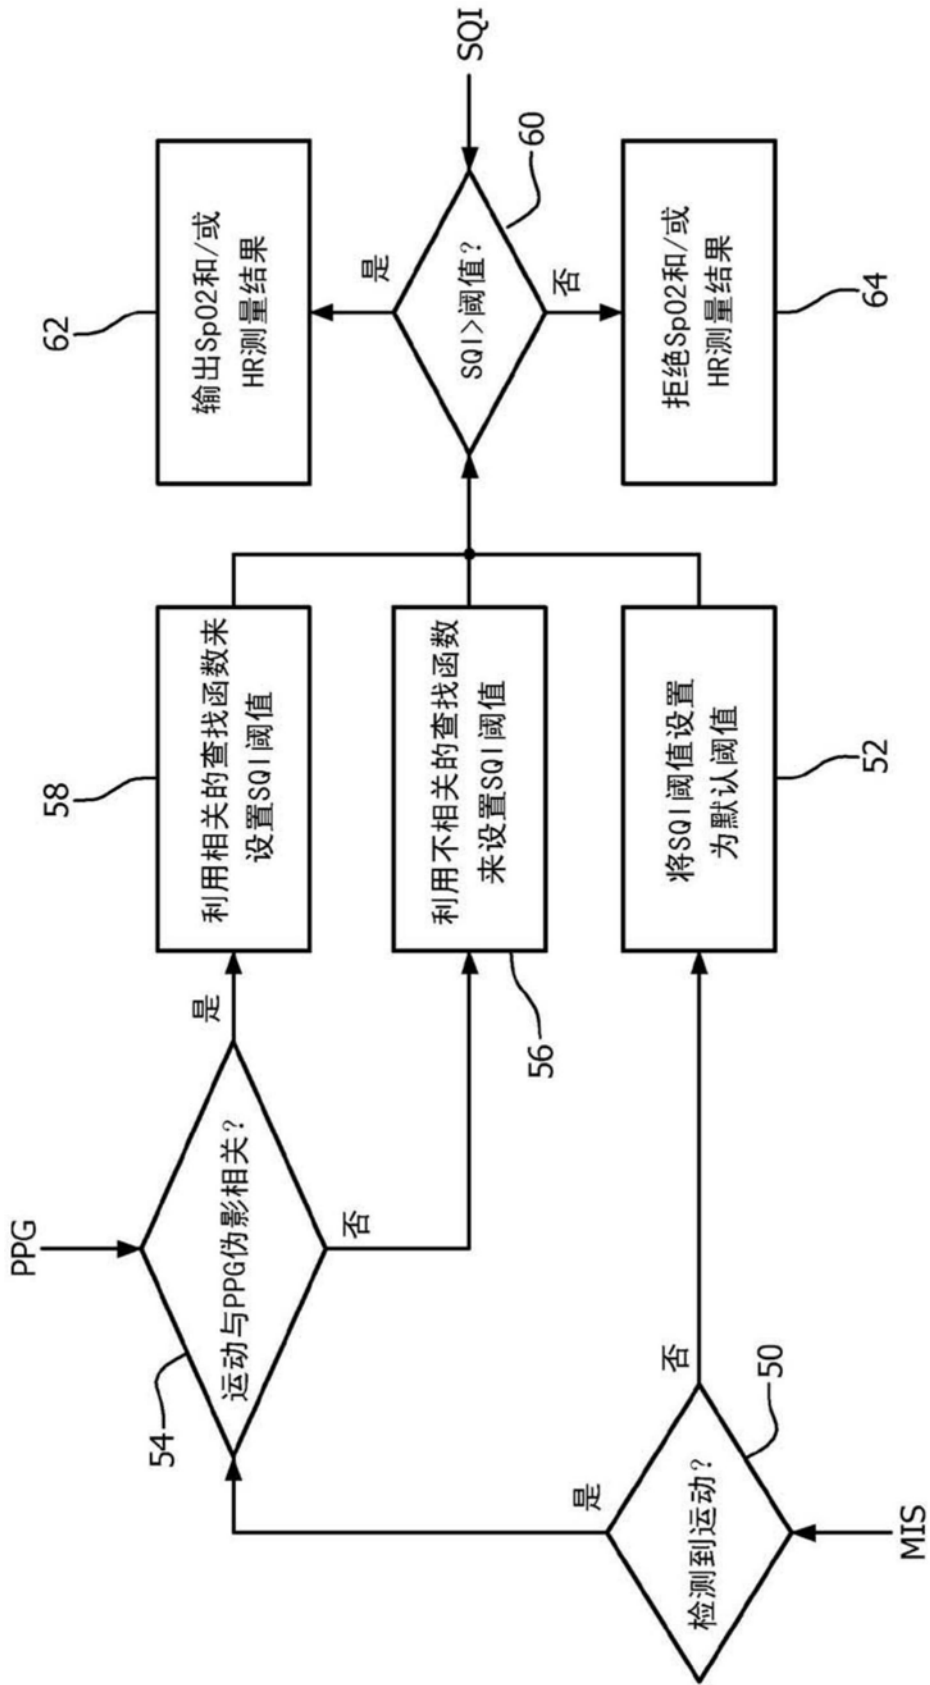 PPG
54
运动与PPG伪影相关?
是
否
MIS
检测到运动?
50
是
否
58
利用相关的查找函数来
设置SQI阈值
56
利用不相关的查找函数
来设置SQI阈值
52
将SQI阈值设置
为默认阈值
SQI
60
SQI>阈值?
是
否
62
输出SpO2和/或
HR测量结果
64
拒绝SpO2和/或
HR测量结果